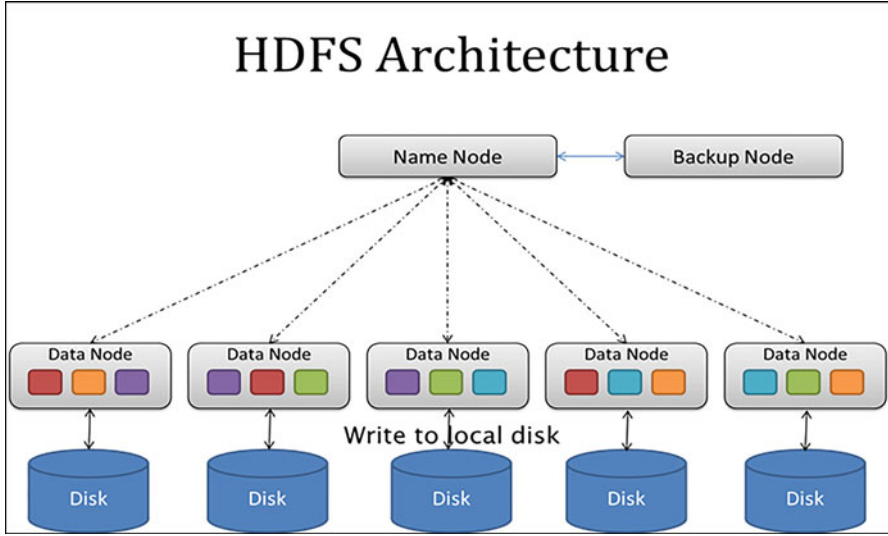 HDFS Architecture
Name Node
Backup Node
Data Node
Data Node
Data Node
Data Node
Data Node
Write to local disk
Disk
Disk
Disk
Disk
Disk